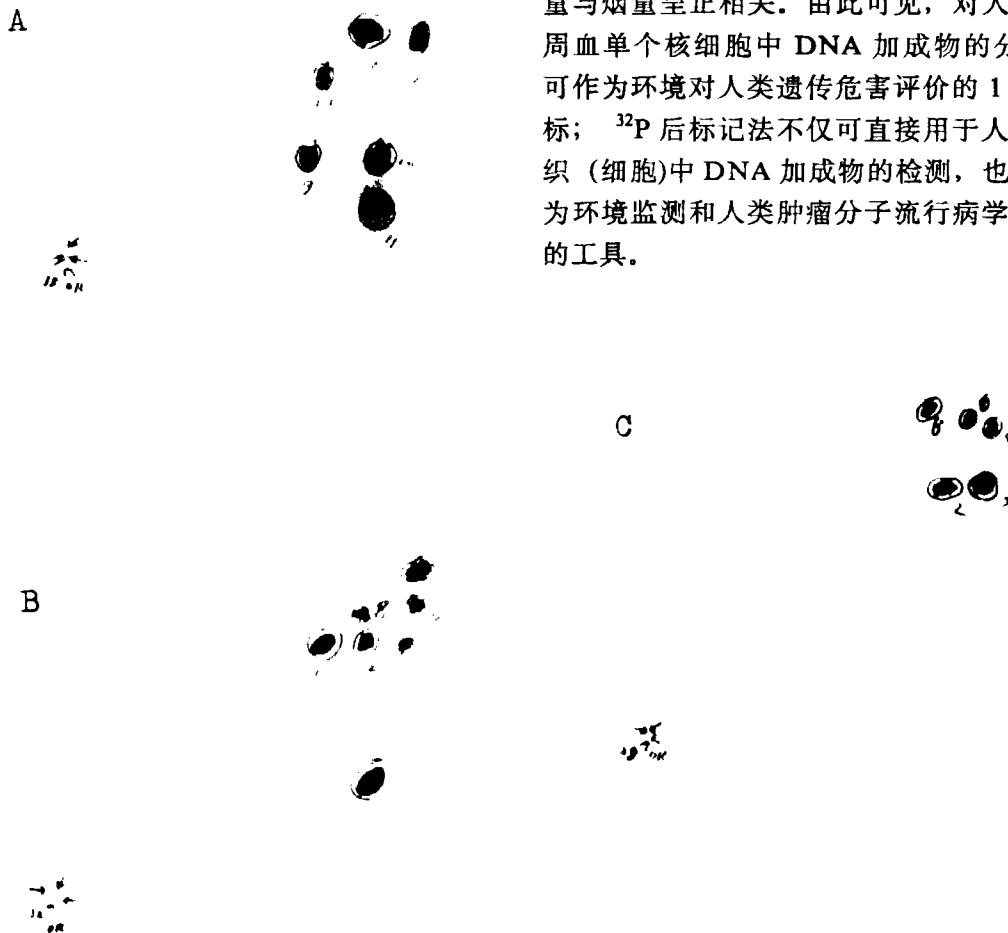 A
量与烟量呈正相关。由此可见，对人
周血单个核细胞中 DNA 加成物的分
可作为环境对人类遗传危害评价的 1
标； ³²P 后标记法不仅可直接用于人
织 (细胞)中 DNA 加成物的检测，也
为环境监测和人类肿瘤分子流行病学
的工具。
C
B